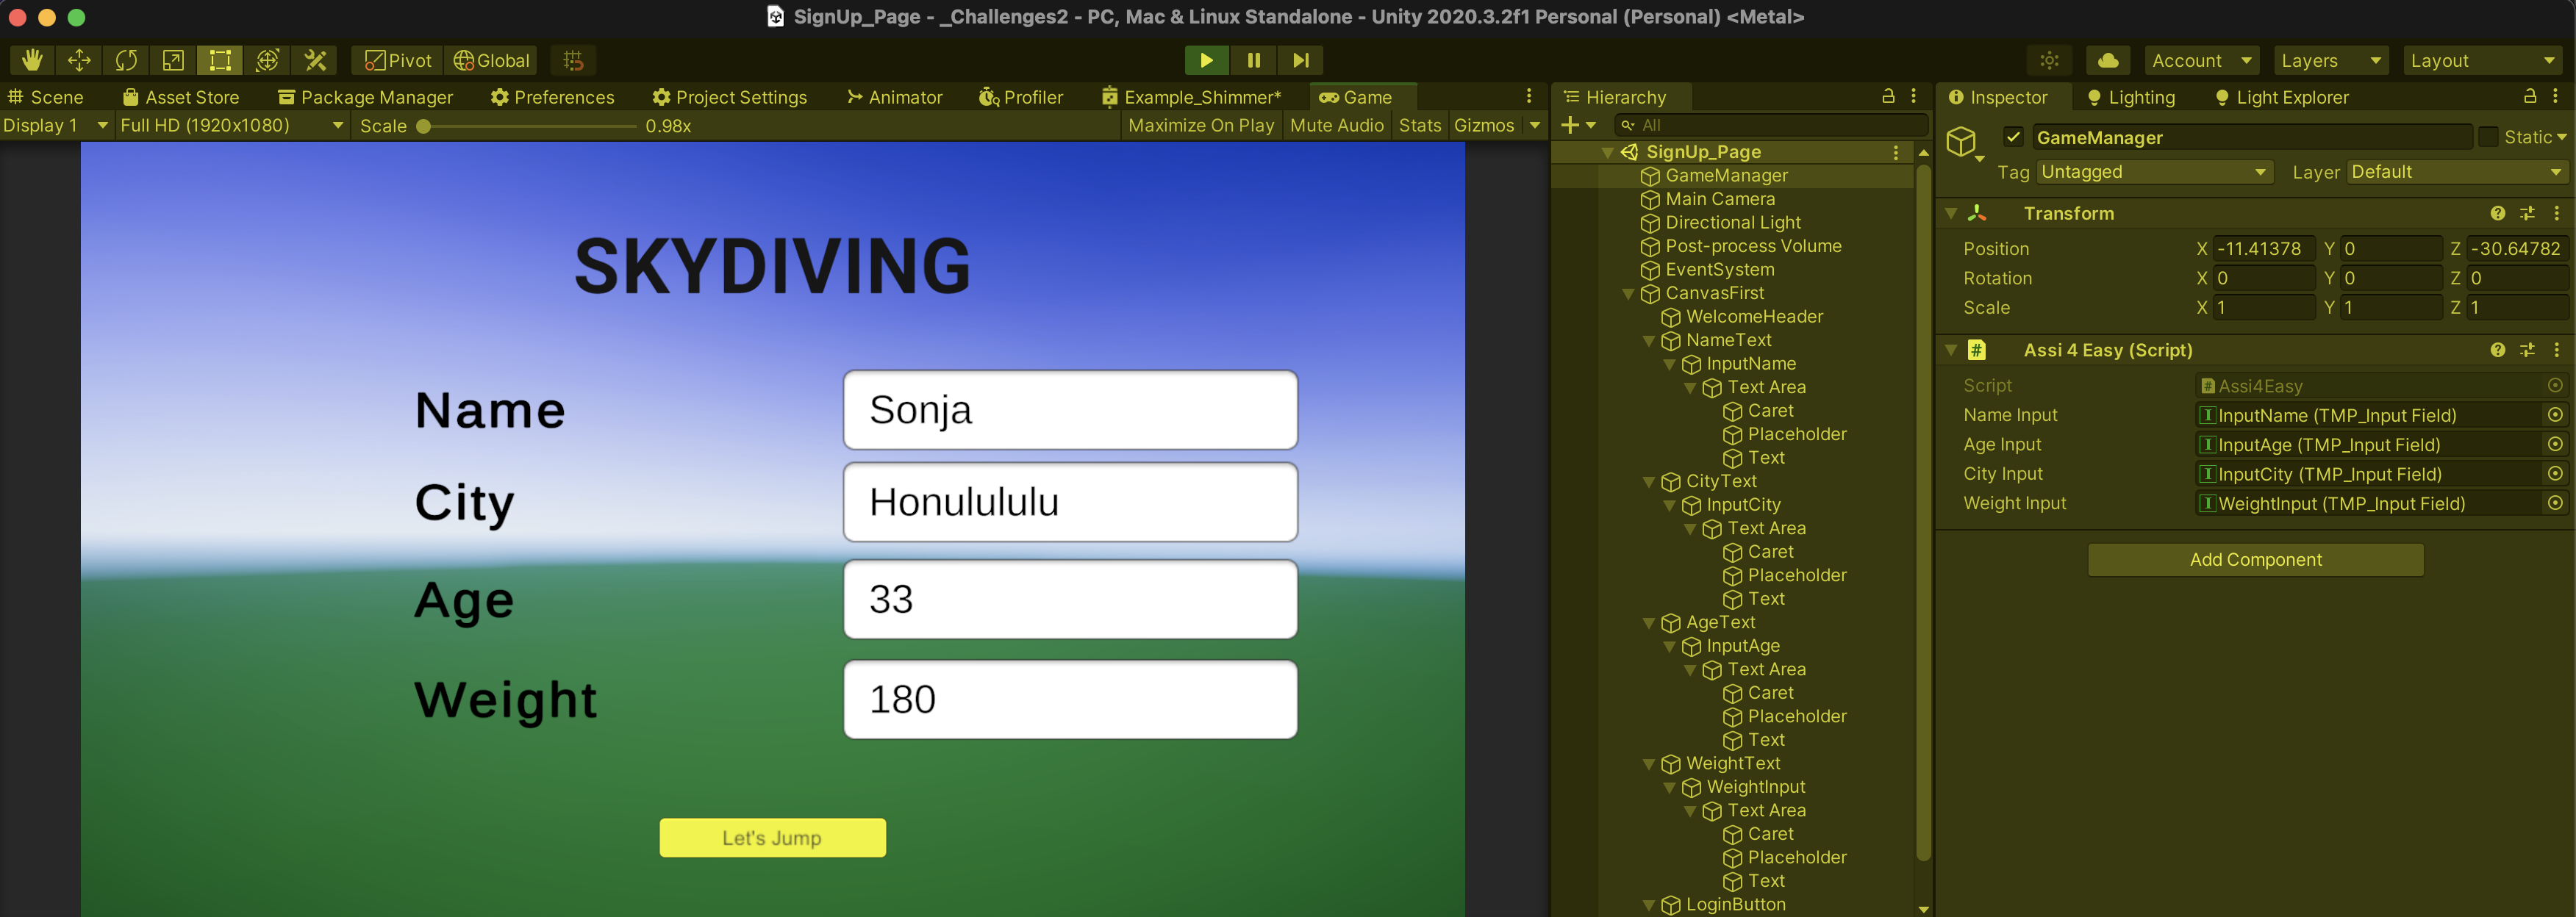 SignUp_Page - _Challenges2 - PC, Mac & Linux Standalone - Unity 2020.3.2f1 Personal (Personal) <Metal>
Pivot Global Account Layers Layout
Scene Asset Store Package Manager Preferences Project Settings Animator Profiler Example_Shimmer* Game
Display 1 Full HD (1920x1080) Scale 0.98x Maximize On Play Mute Audio Stats Gizmos
SKYDIVING
Name Sonja
City Honulululu
Age 33
Weight 180
Let's Jump
Hierarchy
All
SignUp_Page
GameManager
Main Camera
Directional Light
Post-process Volume
EventSystem
CanvasFirst
WelcomeHeader
NameText
InputName
Text Area
Caret
Placeholder
Text
CityText
InputCity
Text Area
Caret
Placeholder
Text
AgeText
InputAge
Text Area
Caret
Placeholder
Text
WeightText
WeightInput
Text Area
Caret
Placeholder
Text
LoginButton
Inspector Lighting Light Explorer
GameManager Static
Tag Untagged Layer Default
Transform
Position X -11.41378 Y 0 Z -30.64782
Rotation X 0 Y 0 Z 0
Scale X 1 Y 1 Z 1
Assi 4 Easy (Script)
Script Assi4Easy
Name Input InputName (TMP_Input Field)
Age Input InputAge (TMP_Input Field)
City Input InputCity (TMP_Input Field)
Weight Input WeightInput (TMP_Input Field)
Add Component